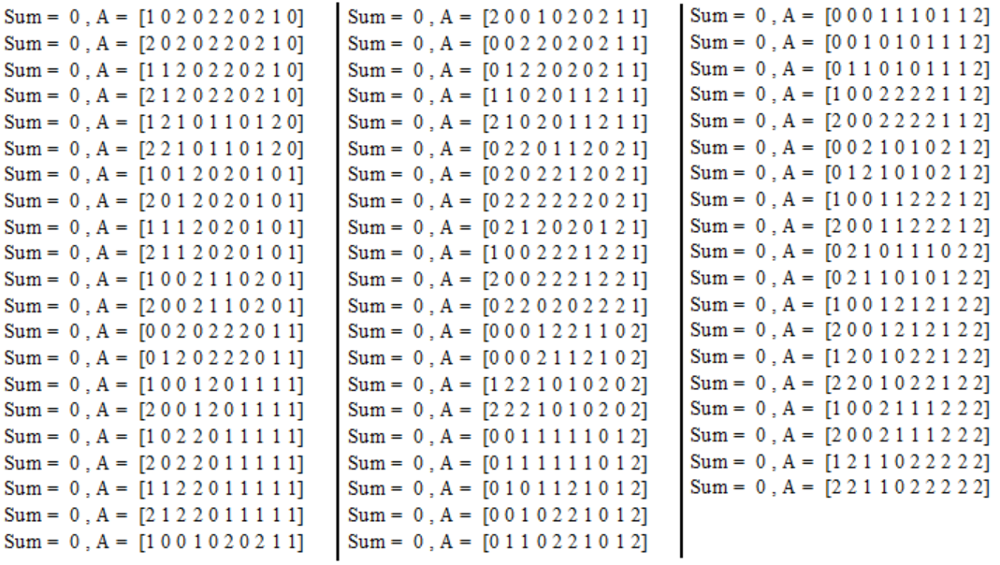 Sum = 0 , A = [1 0 2 0 2 2 0 2 1 0]
Sum = 0 , A = [2 0 2 0 2 2 0 2 1 0]
Sum = 0 , A = [1 1 2 0 2 2 0 2 1 0]
Sum = 0 , A = [2 1 2 0 2 2 0 2 1 0]
Sum = 0 , A = [1 2 1 0 1 1 0 1 2 0]
Sum = 0 , A = [2 2 1 0 1 1 0 1 2 0]
Sum = 0 , A = [1 0 1 2 0 2 0 1 0 1]
Sum = 0 , A = [2 0 1 2 0 2 0 1 0 1]
Sum = 0 , A = [1 1 1 2 0 2 0 1 0 1]
Sum = 0 , A = [2 1 1 2 0 2 0 1 0 1]
Sum = 0 , A = [1 0 0 2 1 1 0 2 0 1]
Sum = 0 , A = [2 0 0 2 1 1 0 2 0 1]
Sum = 0 , A = [0 0 2 0 2 2 2 0 1 1]
Sum = 0 , A = [0 1 2 0 2 2 2 0 1 1]
Sum = 0 , A = [1 0 0 1 2 0 1 1 1 1]
Sum = 0 , A = [2 0 0 1 2 0 1 1 1 1]
Sum = 0 , A = [1 0 2 2 0 1 1 1 1 1]
Sum = 0 , A = [2 0 2 2 0 1 1 1 1 1]
Sum = 0 , A = [1 1 2 2 0 1 1 1 1 1]
Sum = 0 , A = [2 1 2 2 0 1 1 1 1 1]
Sum = 0 , A = [1 0 0 1 0 2 0 2 1 1]
Sum = 0 , A = [2 0 0 1 0 2 0 2 1 1]
Sum = 0 , A = [0 0 2 2 0 2 0 2 1 1]
Sum = 0 , A = [0 1 2 2 0 2 0 2 1 1]
Sum = 0 , A = [1 1 0 2 0 1 1 2 1 1]
Sum = 0 , A = [2 1 0 2 0 1 1 2 1 1]
Sum = 0 , A = [0 2 2 0 1 1 2 0 2 1]
Sum = 0 , A = [0 2 0 2 2 1 2 0 2 1]
Sum = 0 , A = [0 2 2 2 2 2 2 0 2 1]
Sum = 0 , A = [0 2 1 2 0 2 0 1 2 1]
Sum = 0 , A = [1 0 0 2 2 2 1 2 2 1]
Sum = 0 , A = [2 0 0 2 2 2 1 2 2 1]
Sum = 0 , A = [0 2 2 0 2 0 2 2 2 1]
Sum = 0 , A = [0 0 0 1 2 2 1 1 0 2]
Sum = 0 , A = [0 0 0 2 1 1 2 1 0 2]
Sum = 0 , A = [1 2 2 1 0 1 0 2 0 2]
Sum = 0 , A = [2 2 2 1 0 1 0 2 0 2]
Sum = 0 , A = [0 0 1 1 1 1 1 0 1 2]
Sum = 0 , A = [0 1 1 1 1 1 1 0 1 2]
Sum = 0 , A = [0 1 0 1 1 2 1 0 1 2]
Sum = 0 , A = [0 0 1 0 2 2 1 0 1 2]
Sum = 0 , A = [0 1 1 0 2 2 1 0 1 2]
Sum = 0 , A = [0 0 0 1 1 1 0 1 1 2]
Sum = 0 , A = [0 0 1 0 1 0 1 1 1 2]
Sum = 0 , A = [0 1 1 0 1 0 1 1 1 2]
Sum = 0 , A = [1 0 0 2 2 2 2 1 1 2]
Sum = 0 , A = [2 0 0 2 2 2 2 1 1 2]
Sum = 0 , A = [0 0 2 1 0 1 0 2 1 2]
Sum = 0 , A = [0 1 2 1 0 1 0 2 1 2]
Sum = 0 , A = [1 0 0 1 1 2 2 2 1 2]
Sum = 0 , A = [2 0 0 1 1 2 2 2 1 2]
Sum = 0 , A = [0 2 1 0 1 1 1 0 2 2]
Sum = 0 , A = [0 2 1 1 0 1 0 1 2 2]
Sum = 0 , A = [1 0 0 1 2 1 2 1 2 2]
Sum = 0 , A = [2 0 0 1 2 1 2 1 2 2]
Sum = 0 , A = [1 2 0 1 0 2 2 1 2 2]
Sum = 0 , A = [2 2 0 1 0 2 2 1 2 2]
Sum = 0 , A = [1 0 0 2 1 1 1 2 2 2]
Sum = 0 , A = [2 0 0 2 1 1 1 2 2 2]
Sum = 0 , A = [1 2 1 1 0 2 2 2 2 2]
Sum = 0 , A = [2 2 1 1 0 2 2 2 2 2]